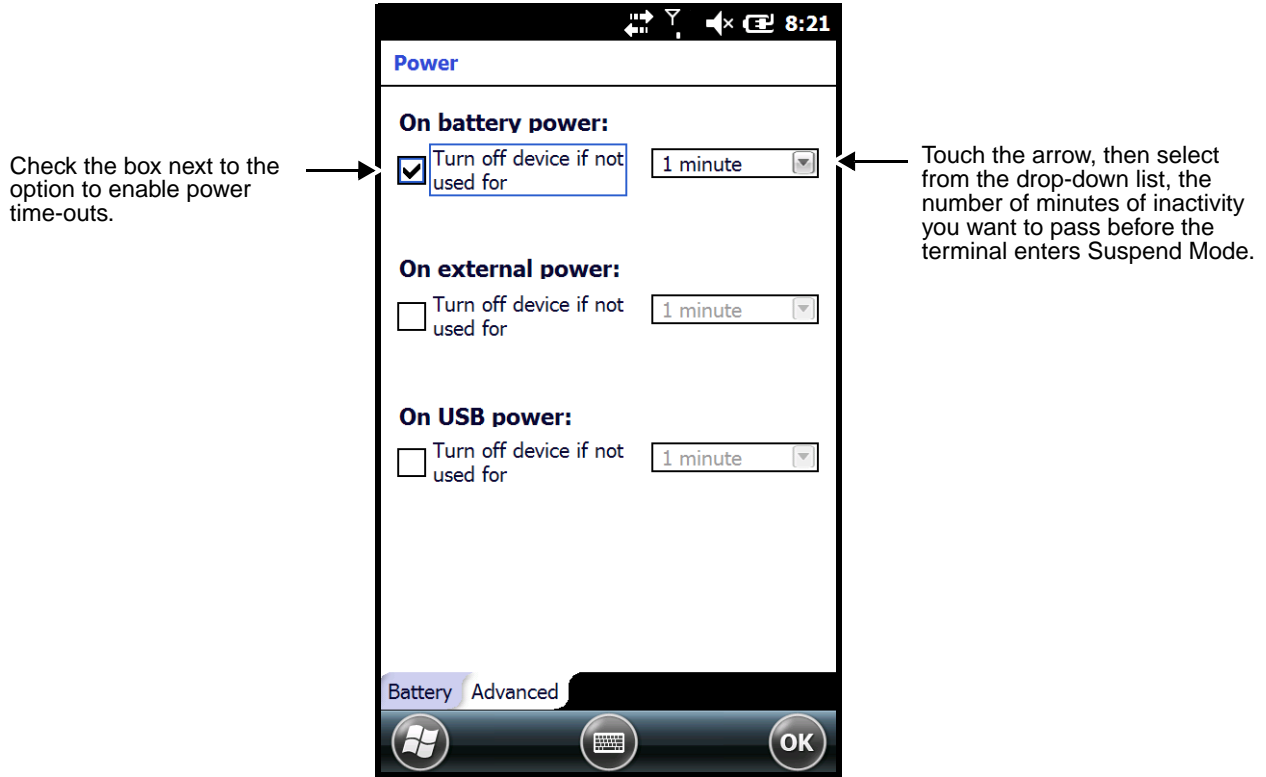 8:21
Power
On battery power:
Turn off device if not
used for
1 minute
Check the box next to the
option to enable power
time-outs.
Touch the arrow, then select
from the drop-down list, the
number of minutes of inactivity
you want to pass before the
terminal enters Suspend Mode.
On external power:
Turn off device if not
used for
1 minute
On USB power:
Turn off device if not
used for
1 minute
Battery
Advanced
OK